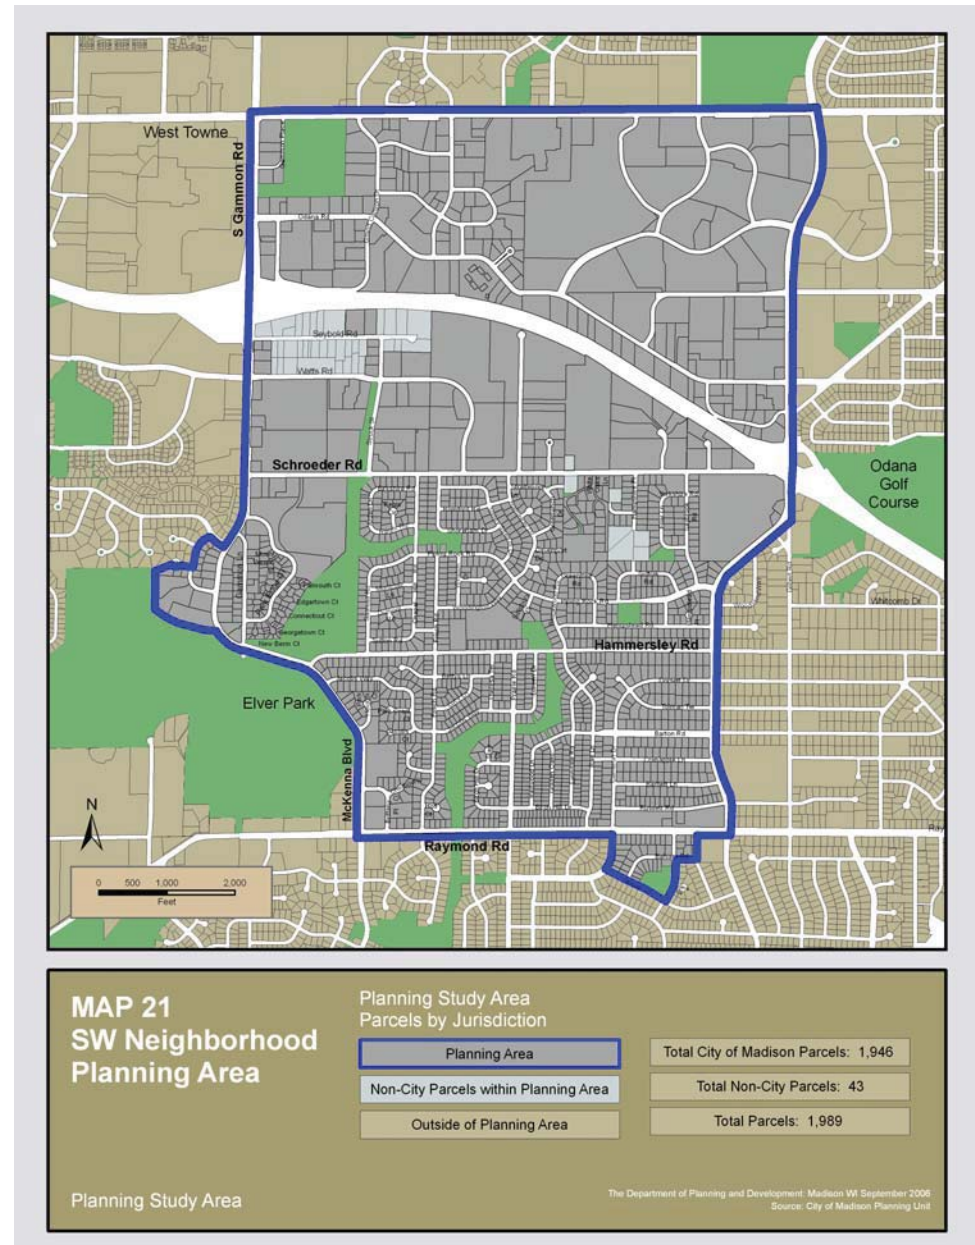 West Towne
S Gammon Rd
Odana Rd
Seybold Rd
Watts Rd
Schroeder Rd
Odana
Golf
Course
Whitcomb Dr
Edgertown Ct
Connecticut Ct
Georgetown Ct
New Bern Ct
Hammersley Rd
Elver Park
Barton Rd
McKenna Blvd
N
Raymond Rd
0 500 1,000 2,000
Feet
MAP 21
SW Neighborhood
Planning Area
Planning Study Area
Parcels by Jurisdiction
Planning Area
Non-City Parcels within Planning Area
Outside of Planning Area
Total City of Madison Parcels: 1,946
Total Non-City Parcels: 43
Total Parcels: 1,989
Planning Study Area
The Department of Planning and Development: Madison WI September 2006
Source: City of Madison Planning Unit